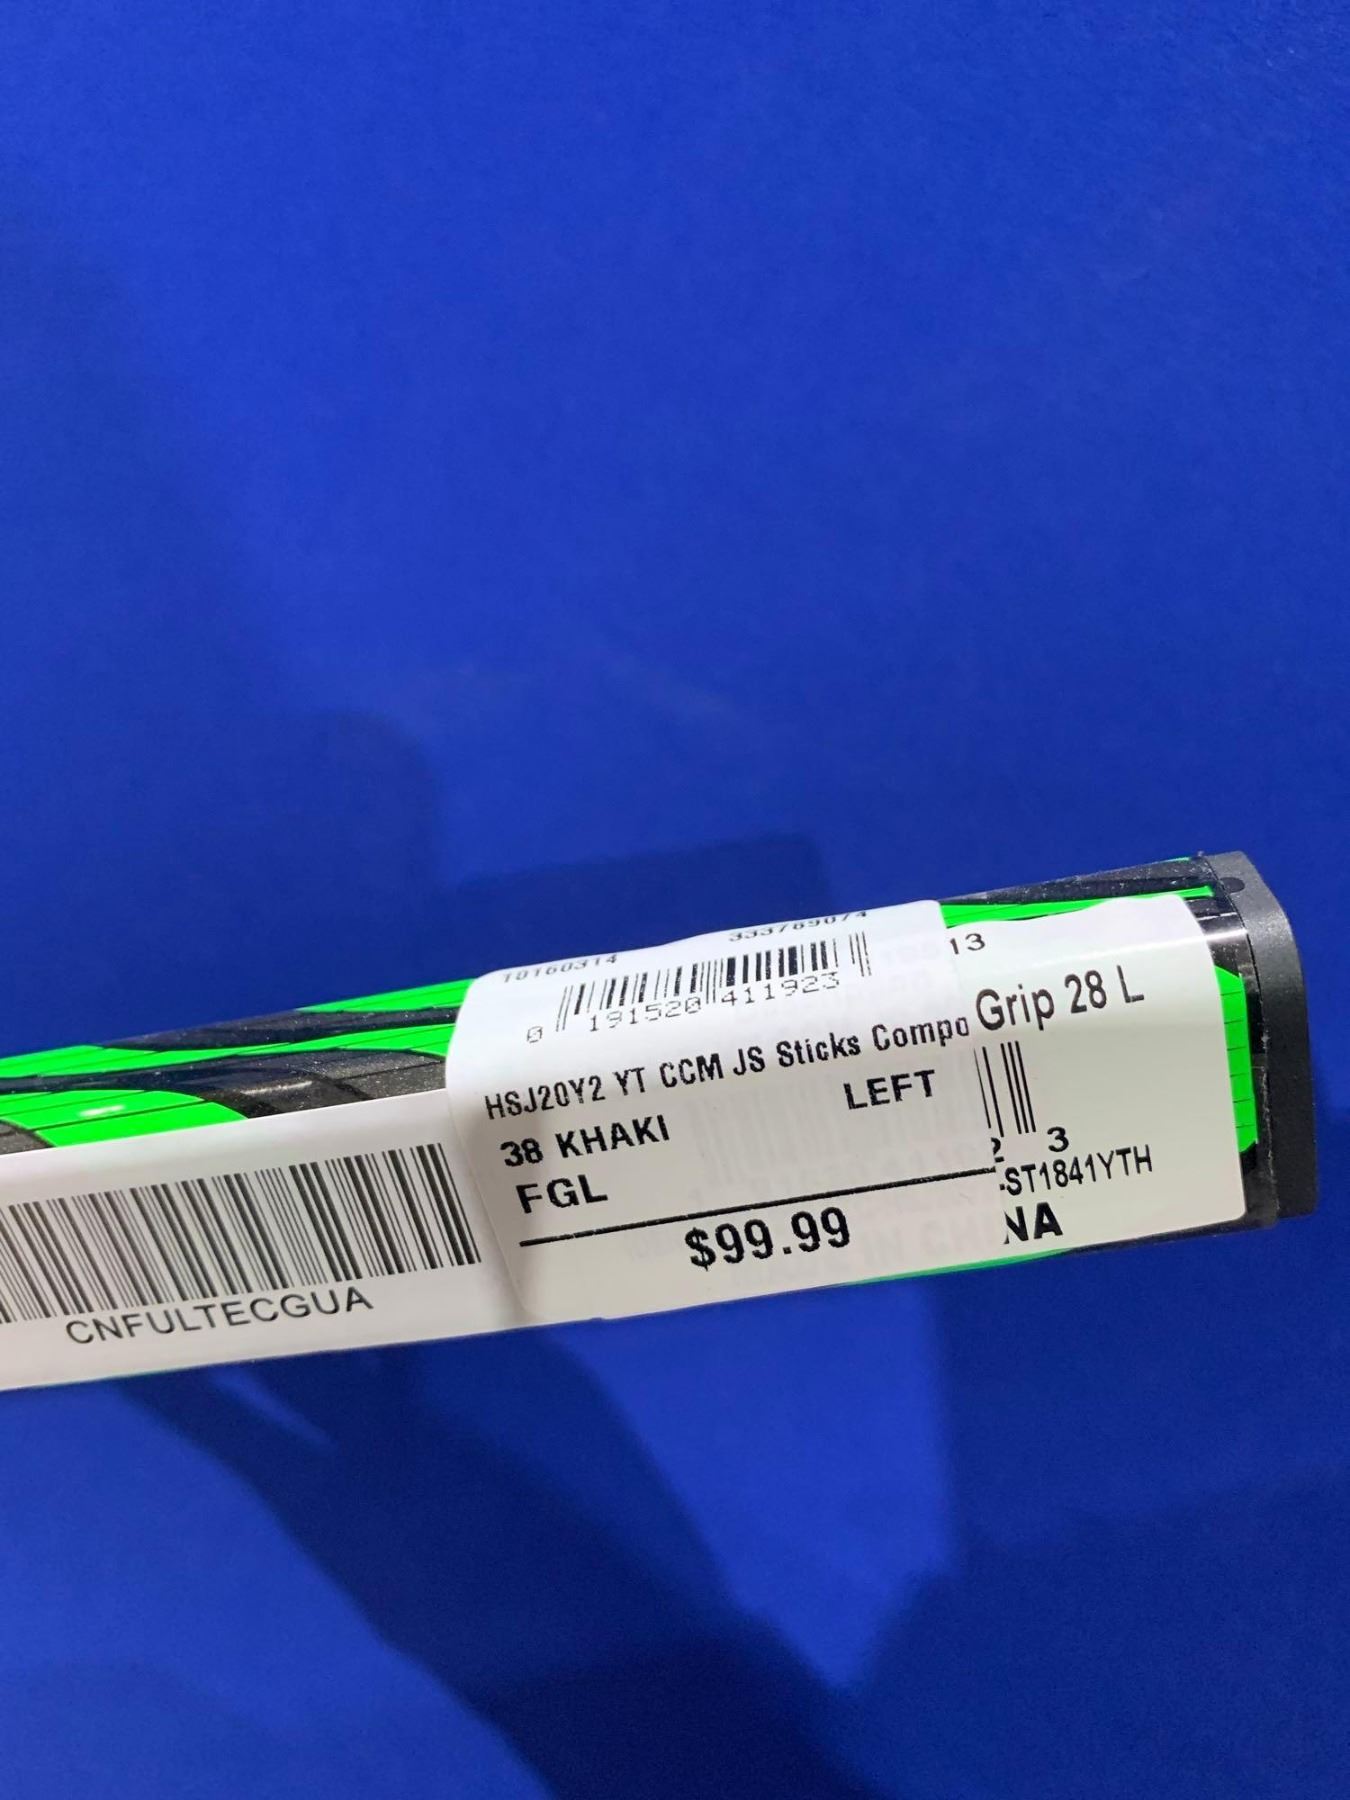 10160314 333789074
0 191520 411923
HSJ20Y2 YT CCM JS Sticks Compo
38 KHAKI LEFT
FGL
$99.99
13
Grip 28 L
2 3
-ST1841YTH
NA
CNFULTECGUA